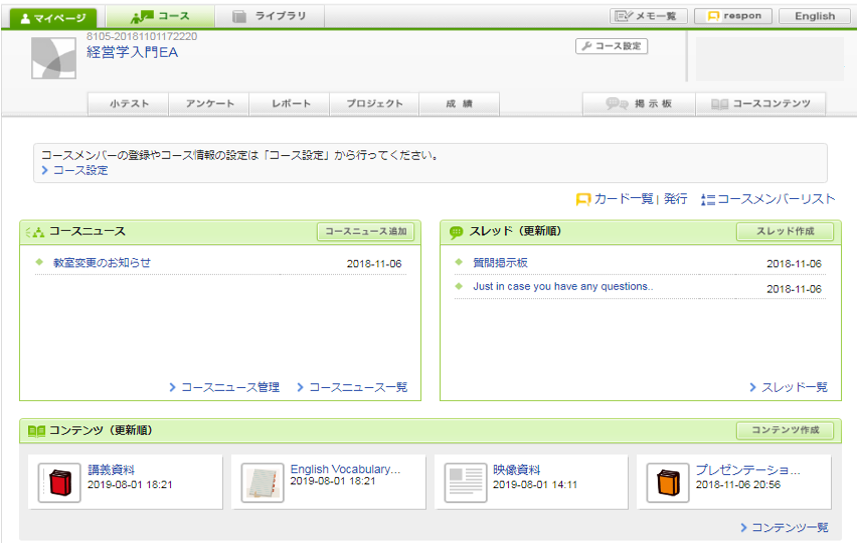 マイページ コース ライブラリ メモ一覧 respon English
8105-20181101172220
経営学入門EA
コース設定
小テスト アンケート レポート プロジェクト 成績 掲示板 コースコンテンツ
コースメンバーの登録やコース情報の設定は「コース設定」から行ってください。
コース設定
カード一覧 | 発行 コースメンバーリスト
コースニュース コースニュース追加
教室変更のお知らせ 2018-11-06
コースニュース管理 コースニュース一覧
スレッド（更新順） スレッド作成
質問掲示板 2018-11-06
Just in case you have any questions.. 2018-11-06
スレッド一覧
コンテンツ（更新順） コンテンツ作成
講義資料
2019-08-01 18:21
English Vocabulary...
2019-08-01 18:21
映像資料
2019-08-01 14:11
プレゼンテーショ...
2018-11-06 20:56
コンテンツ一覧